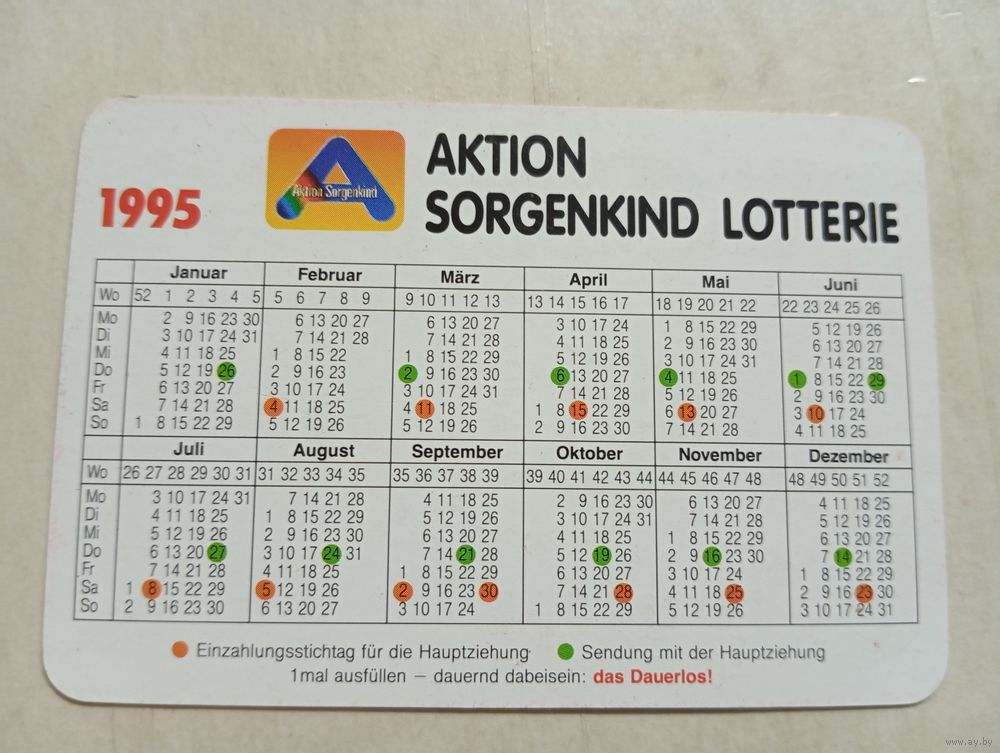 1995
Aktion Sorgenkind
AKTION
SORGENKIND LOTTERIE
Januar Februar März April Mai Juni
Wo 52 1 2 3 4 5 5 6 7 8 9 9 10 11 12 13 13 14 15 16 17 18 19 20 21 22 22 23 24 25 26
Mo 2 9 16 23 30 6 13 20 27 6 13 20 27 3 10 17 24 1 8 15 22 29 5 12 19 26
Di 3 10 17 24 31 7 14 21 28 7 14 21 28 4 11 18 25 2 9 16 23 30 6 13 20 27
Mi 4 11 18 25 1 8 15 22 1 8 15 22 29 5 12 19 26 3 10 17 24 31 7 14 21 28
Do 5 12 19 26 2 9 16 23 2 9 16 23 30 6 13 20 27 4 11 18 25 1 8 15 22 29
Fr 6 13 20 27 3 10 17 24 3 10 17 24 31 7 14 21 28 5 12 19 26 2 9 16 23 30
Sa 7 14 21 28 4 11 18 25 4 11 18 25 1 8 15 22 29 6 13 20 27 3 10 17 24
So 1 8 15 22 29 5 12 19 26 5 12 19 26 2 9 16 23 30 7 14 21 28 4 11 18 25
Juli August September Oktober November Dezember
Wo 26 27 28 29 30 31 31 32 33 34 35 35 36 37 38 39 39 40 41 42 43 44 44 45 46 47 48 48 49 50 51 52
Mo 3 10 17 24 31 7 14 21 28 4 11 18 25 2 9 16 23 30 6 13 20 27 4 11 18 25
Di 4 11 18 25 1 8 15 22 29 5 12 19 26 3 10 17 24 31 7 14 21 28 5 12 19 26
Mi 5 12 19 26 2 9 16 23 30 6 13 20 27 4 11 18 25 1 8 15 22 29 6 13 20 27
Do 6 13 20 27 3 10 17 24 31 7 14 21 28 5 12 19 26 2 9 16 23 30 7 14 21 28
Fr 7 14 21 28 4 11 18 25 1 8 15 22 29 6 13 20 27 3 10 17 24 1 8 15 22 29
Sa 1 8 15 22 29 5 12 19 26 2 9 16 23 30 7 14 21 28 4 11 18 25 2 9 16 23 30
So 2 9 16 23 30 6 13 20 27 3 10 17 24 1 8 15 22 29 5 12 19 26 3 10 17 24 31
Einzahlungsstichtag für die Hauptziehung Sendung mit der Hauptziehung
1mal ausfüllen – dauernd dabeisein: das Dauerlos!
www.ay.by